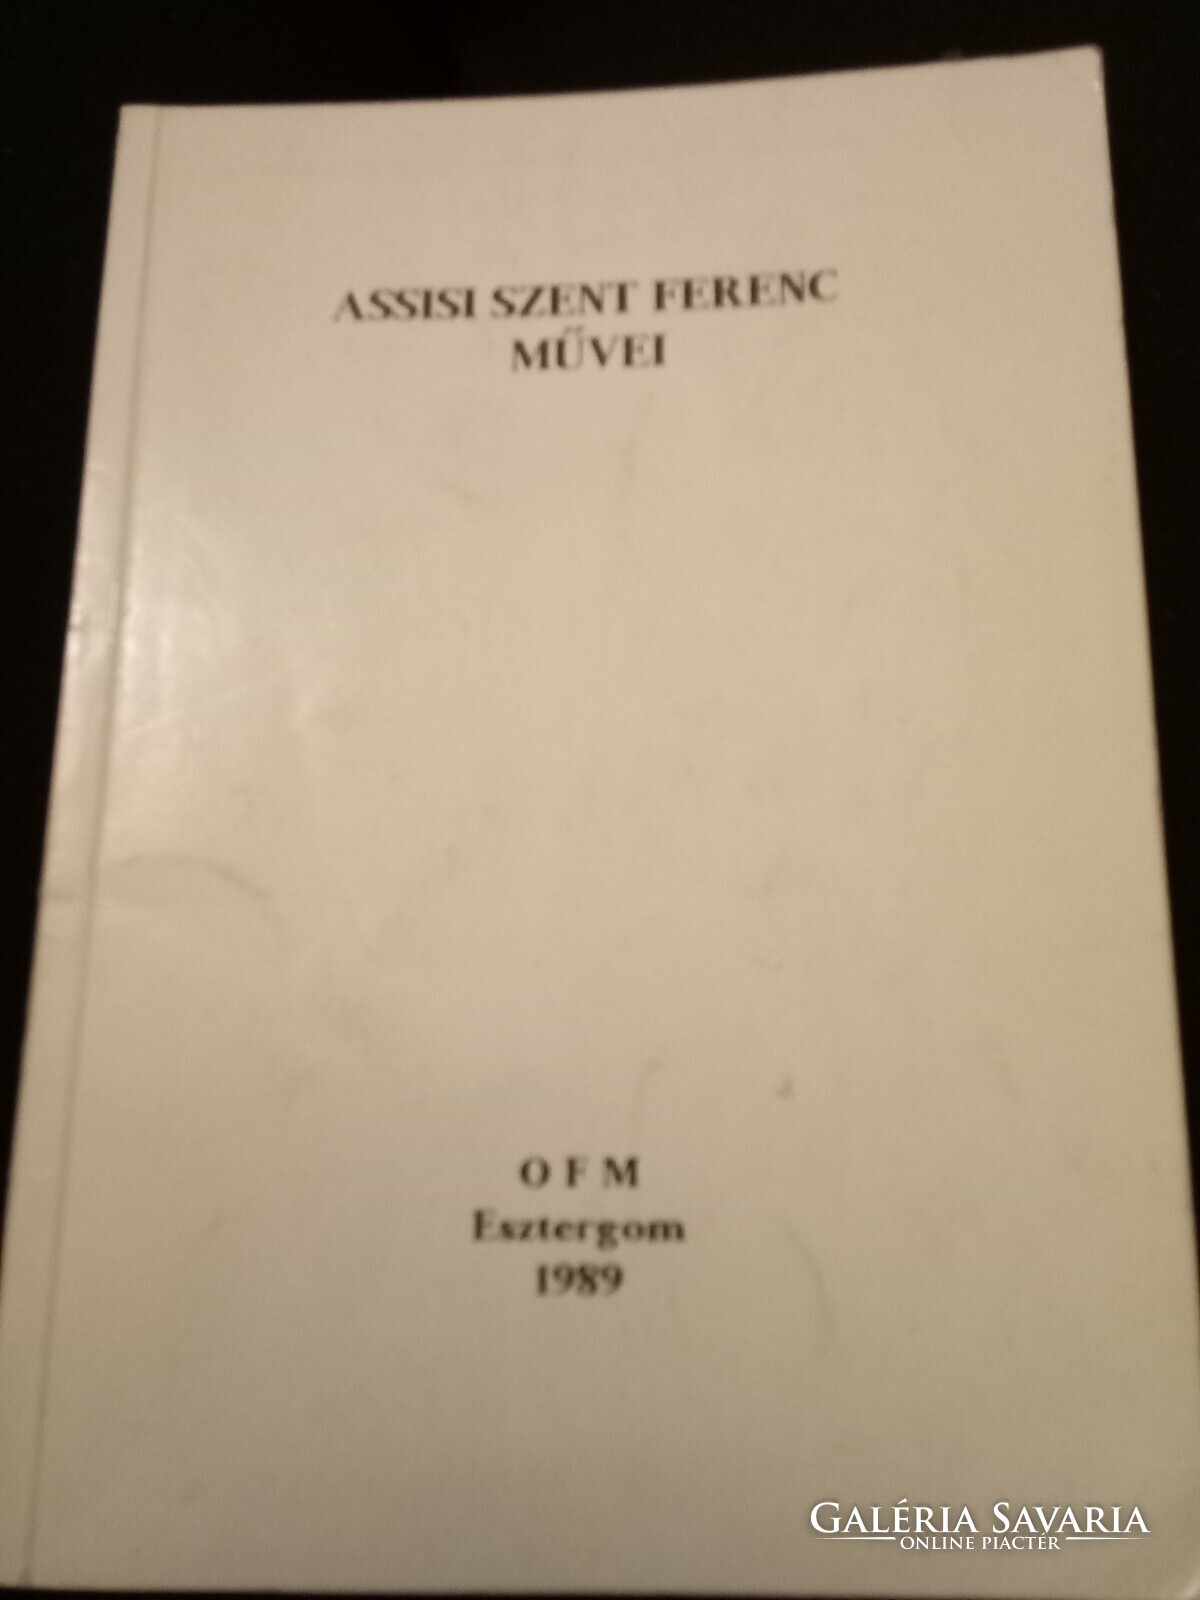 ASSISI SZENT FERENC
MŰVEI
O F M
Esztergom
1989
GALÉRIA SAVARIA
ONLINE PIACTÉR